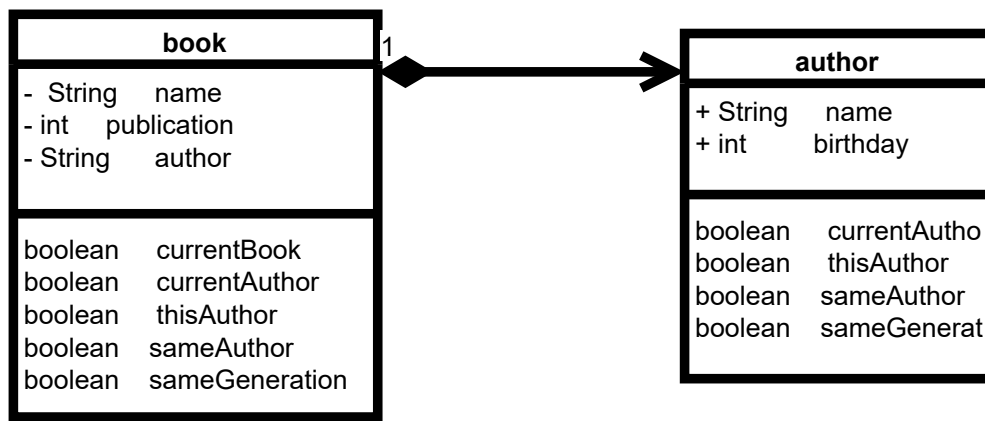 book
1
- String name
- int publication
- String author
boolean currentBook
boolean currentAuthor
boolean thisAuthor
boolean sameAuthor
boolean sameGeneration
author
+ String name
+ int birthday
boolean currentAutho
boolean thisAuthor
boolean sameAuthor
boolean sameGenerat